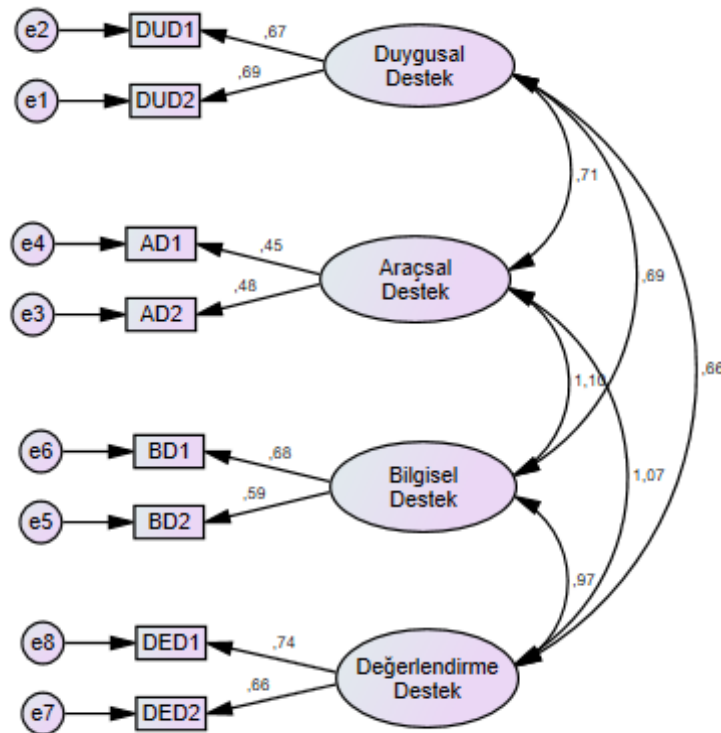 e2
DUD1
,67
Duygusal
Destek
e1
DUD2
,69
,71
e4
AD1
,45
Araçsal
Destek
e3
AD2
,48
,69
,66
1,10
e6
BD1
,68
Bilgisel
Destek
e5
BD2
,59
1,07
,97
e8
DED1
,74
Değerlendirme
Destek
e7
DED2
,66